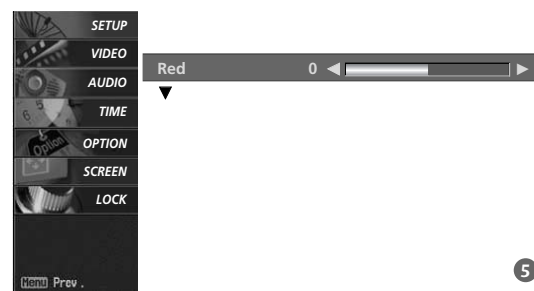 SETUP
VIDEO
AUDIO
TIME
OPTION
SCREEN
LOCK
Menu Prev.
Red 0 ◀ ▶
▼
5